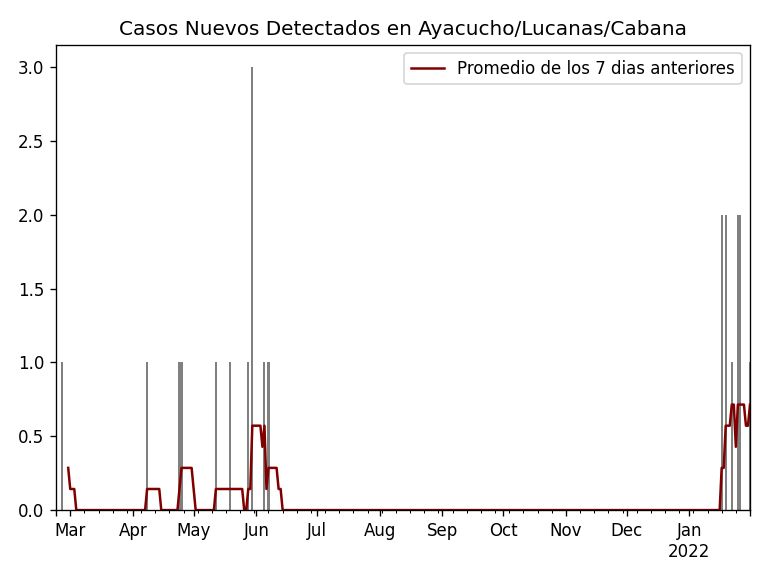 Casos Nuevos Detectados en Ayacucho/Lucanas/Cabana
Promedio de los 7 dias anteriores
3.0
2.5
2.0
1.5
1.0
0.5
0.0
Mar Apr May Jun Jul Aug Sep Oct Nov Dec Jan
2022